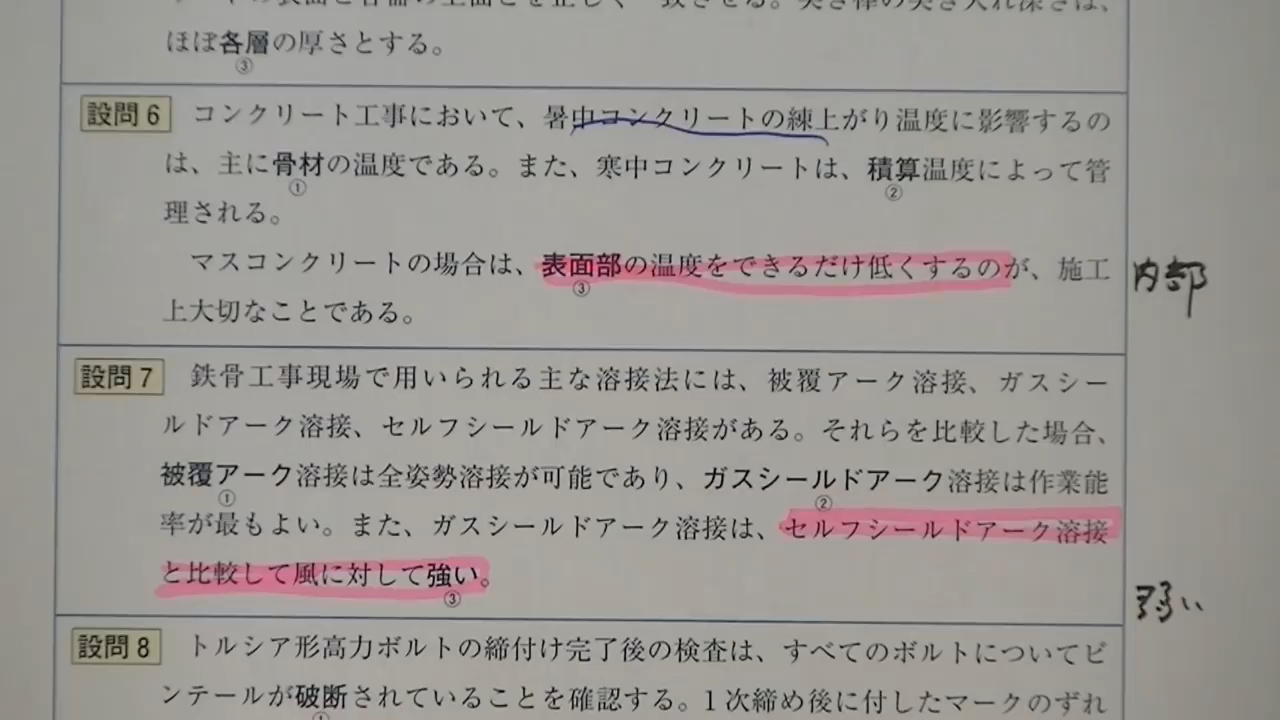 ほぼ各層の厚さとする。
③
設問6 コンクリート工事において、暑中コンクリートの練上がり温度に影響するの
は、主に骨材の温度である。また、寒中コンクリートは、積算温度によって管
① ②
理される。
マスコンクリートの場合は、表面部の温度をできるだけ低くするのが、施工 内部
③
上大切なことである。
設問7 鉄骨工事現場で用いられる主な溶接法には、被覆アーク溶接、ガスシー
ルドアーク溶接、セルフシールドアーク溶接がある。それらを比較した場合、
被覆アーク溶接は全姿勢溶接が可能であり、ガスシールドアーク溶接は作業能
① ②
率が最もよい。また、ガスシールドアーク溶接は、セルフシールドアーク溶接
と比較して風に対して強い。 弱い
③
設問8 トルシア形高力ボルトの締付け完了後の検査は、すべてのボルトについてピ
ンテールが破断されていることを確認する。1次締め後に付したマークのずれ